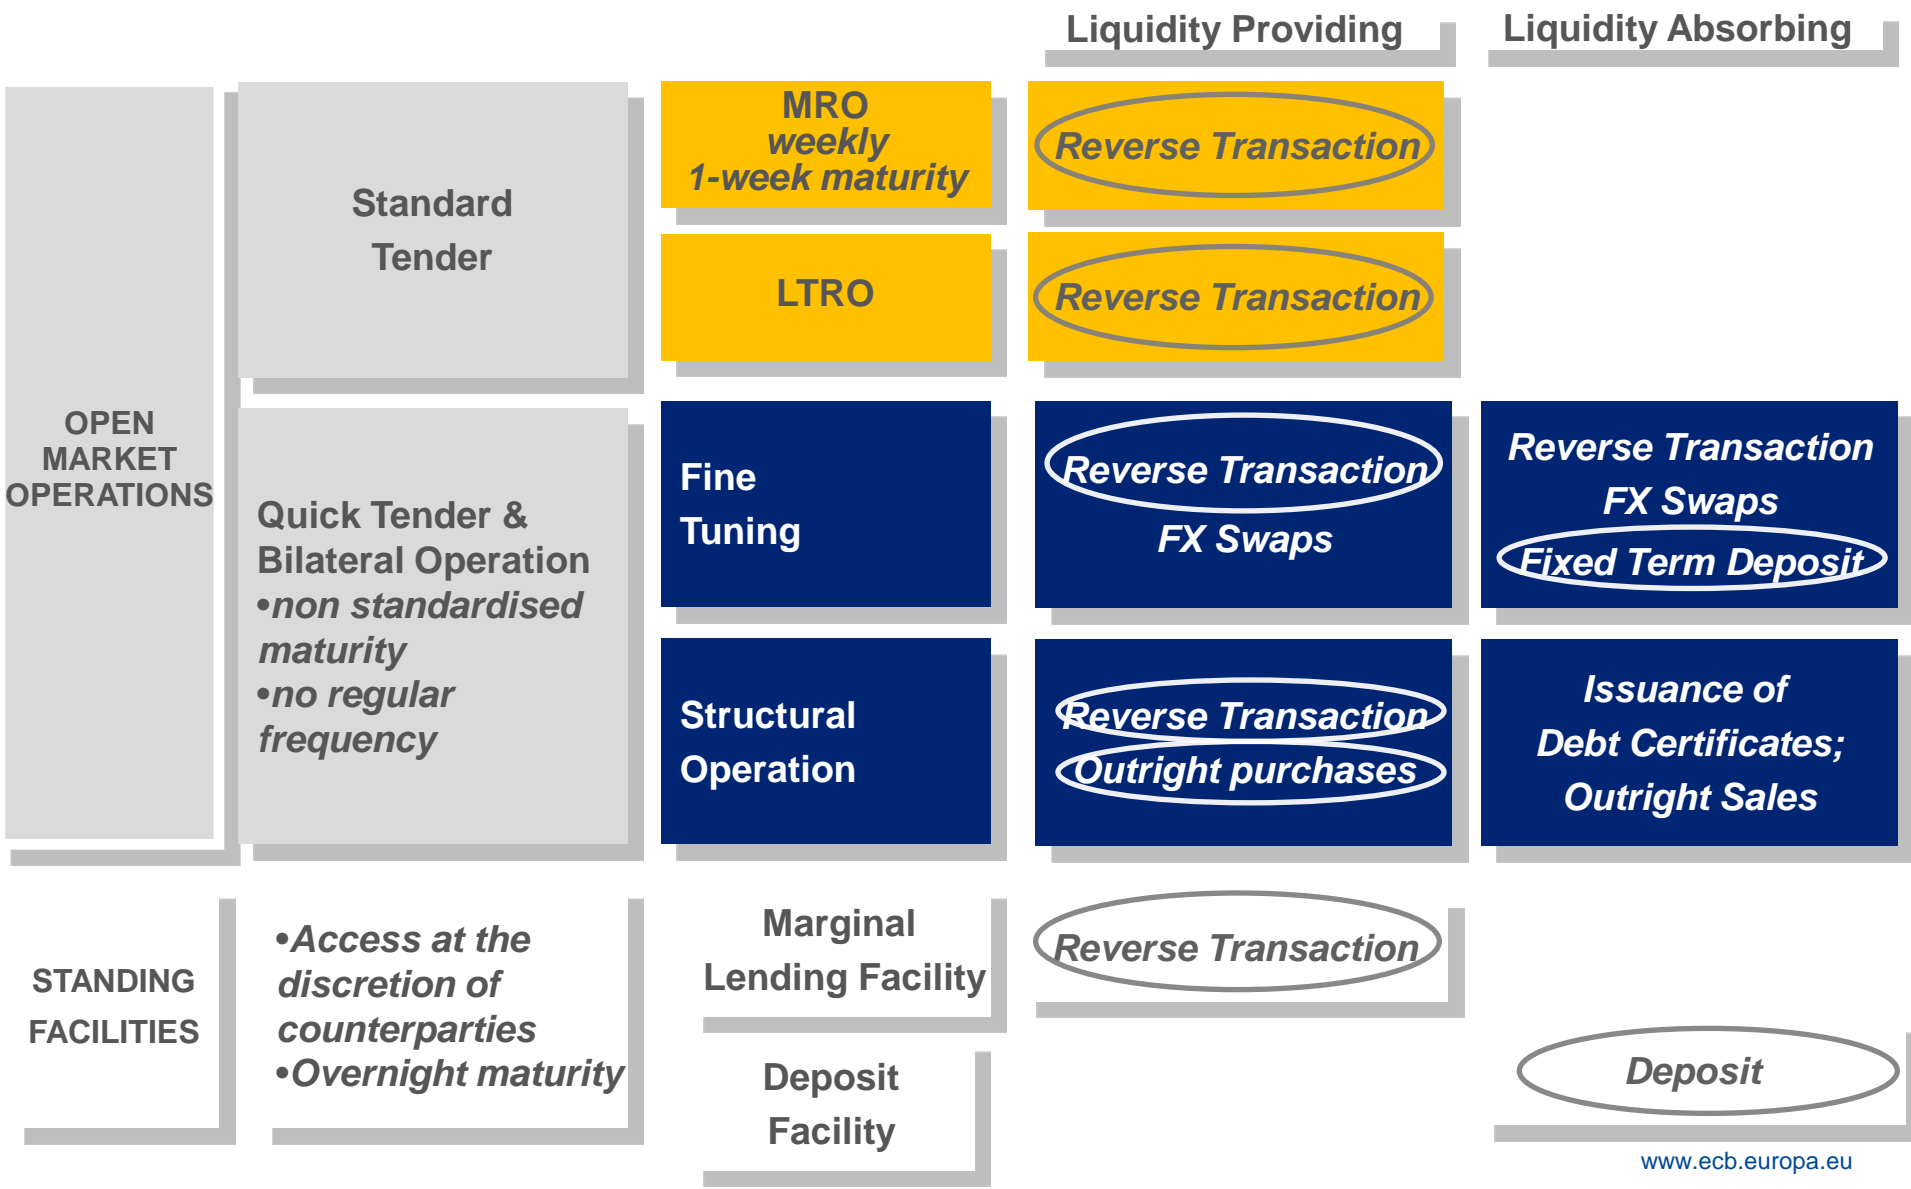 Liquidity Providing
Liquidity Absorbing
OPEN
MARKET
OPERATIONS
Standard
Tender
MRO
weekly
1-week maturity
Reverse Transaction
LTRO
Reverse Transaction
Quick Tender &
Bilateral Operation
•non standardised
maturity
•no regular
frequency
Fine
Tuning
Reverse Transaction
FX Swaps
Reverse Transaction
FX Swaps
Fixed Term Deposit
Structural
Operation
Reverse Transaction
Outright purchases
Issuance of
Debt Certificates;
Outright Sales
STANDING
FACILITIES
•Access at the
discretion of
counterparties
•Overnight maturity
Marginal
Lending Facility
Reverse Transaction
Deposit
Facility
Deposit
www.ecb.europa.eu